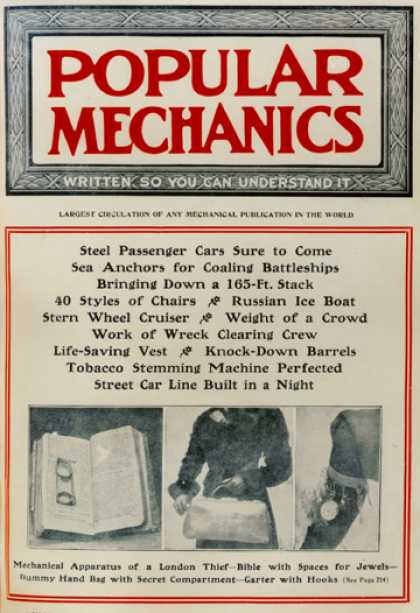 POPULAR
MECHANICS
WRITTEN SO YOU CAN UNDERSTAND IT
LARGEST CIRCULATION OF ANY MECHANICAL PUBLICATION IN THE WORLD
Steel Passenger Cars Sure to Come
Sea Anchors for Coaling Battleships
Bringing Down a 165-Ft. Stack
40 Styles of Chairs Russian Ice Boat
Stern Wheel Cruiser Weight of a Crowd
Work of Wreck Clearing Crew
Life-Saving Vest Knock-Down Barrels
Tobacco Stemming Machine Perfected
Street Car Line Built in a Night
Mechanical Apparatus of a London Thief—Bible with Spaces for Jewels—
Dummy Hand Bag with Secret Compartment—Garter with Hooks (See Page 214)